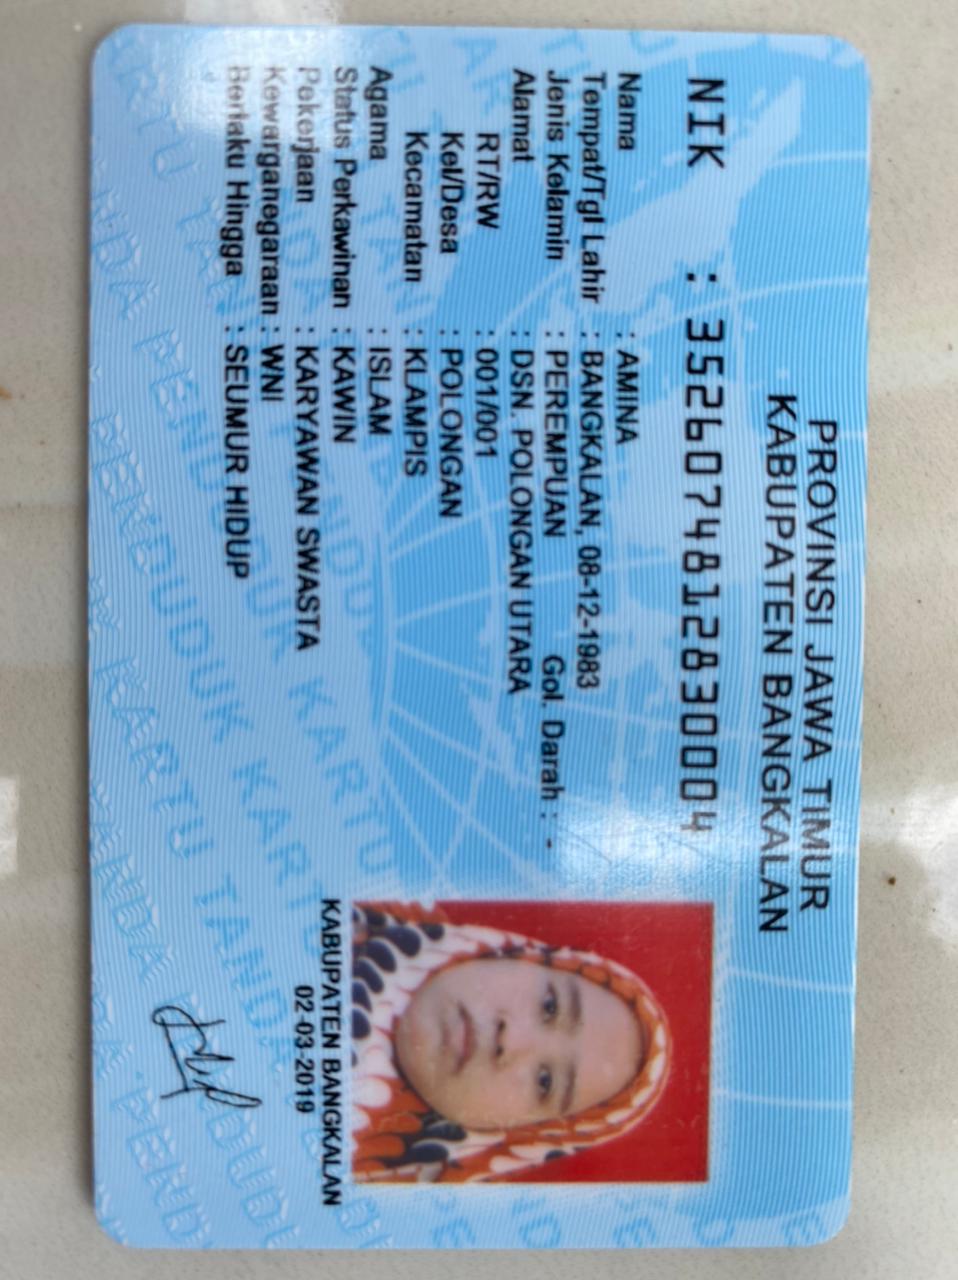 PROVINSI JAWA TIMUR
KABUPATEN BANGKALAN
NIK : 3526074812830004
Nama : AMINA
Tempat/Tgl Lahir : BANGKALAN, 08-12-1983
Jenis Kelamin : PEREMPUAN Gol. Darah : -
Alamat : DSN. POLONGAN UTARA
RT/RW : 001/001
Kel/Desa : POLONGAN
Kecamatan : KLAMPIS
Agama : ISLAM
Status Perkawinan : KAWIN
Pekerjaan : KARYAWAN SWASTA
Kewarganegaraan : WNI
Berlaku Hingga : SEUMUR HIDUP
KABUPATEN BANGKALAN
02-03-2019